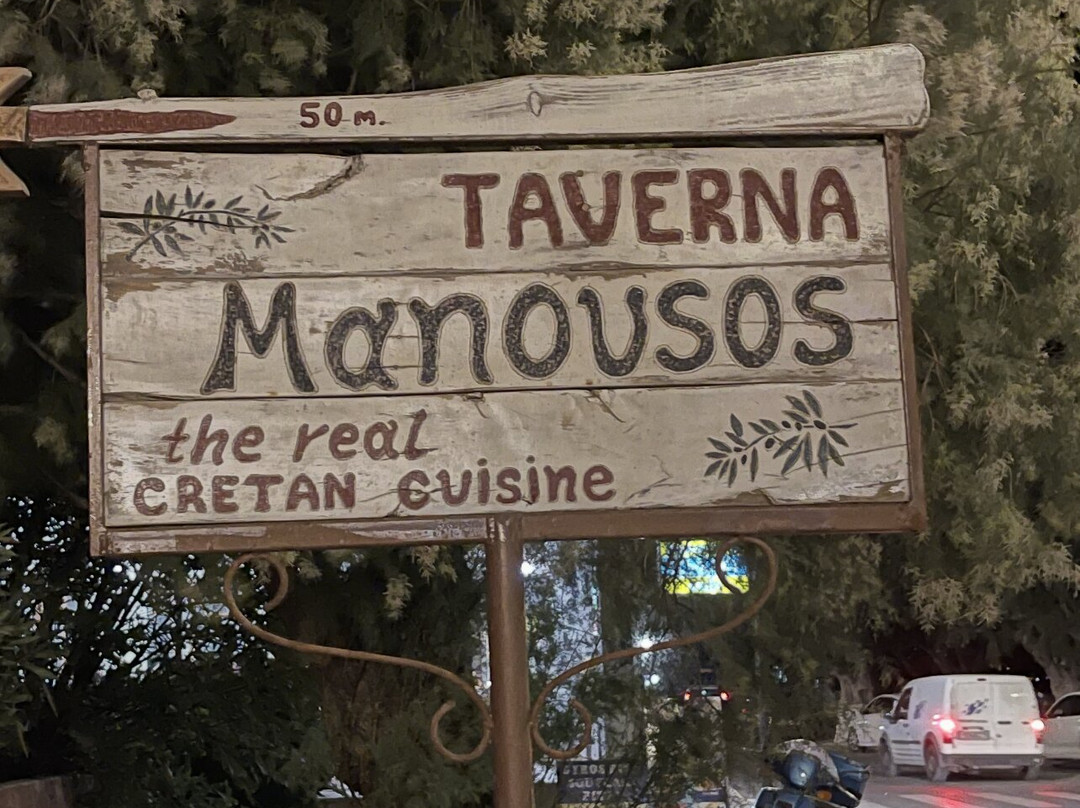 50 m.
TAVERNA
Manousos
the real
CRETAN cuisine